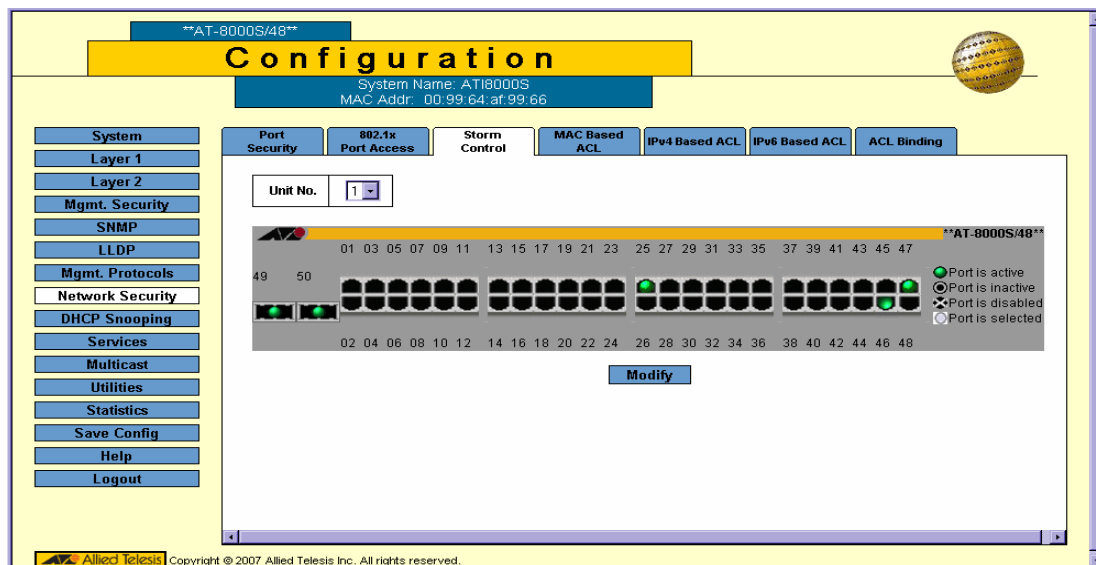 **AT-8000S/48**
Configuration
System Name: ATI8000S
MAC Addr: 00:99:64:af:99:66
System
Layer 1
Layer 2
Mgmt. Security
SNMP
LLDP
Mgmt. Protocols
Network Security
DHCP Snooping
Services
Multicast
Utilities
Statistics
Save Config
Help
Logout
Port Security
802.1x Port Access
Storm Control
MAC Based ACL
IPv4 Based ACL
IPv6 Based ACL
ACL Binding
Unit No. 1
**AT-8000S/48**
01 03 05 07 09 11 13 15 17 19 21 23 25 27 29 31 33 35 37 39 41 43 45 47
49 50
Port is active
Port is inactive
Port is disabled
Port is selected
02 04 06 08 10 12 14 16 18 20 22 24 26 28 30 32 34 36 38 40 42 44 46 48
Modify
Allied Telesis Copyright © 2007 Allied Telesis Inc. All rights reserved.